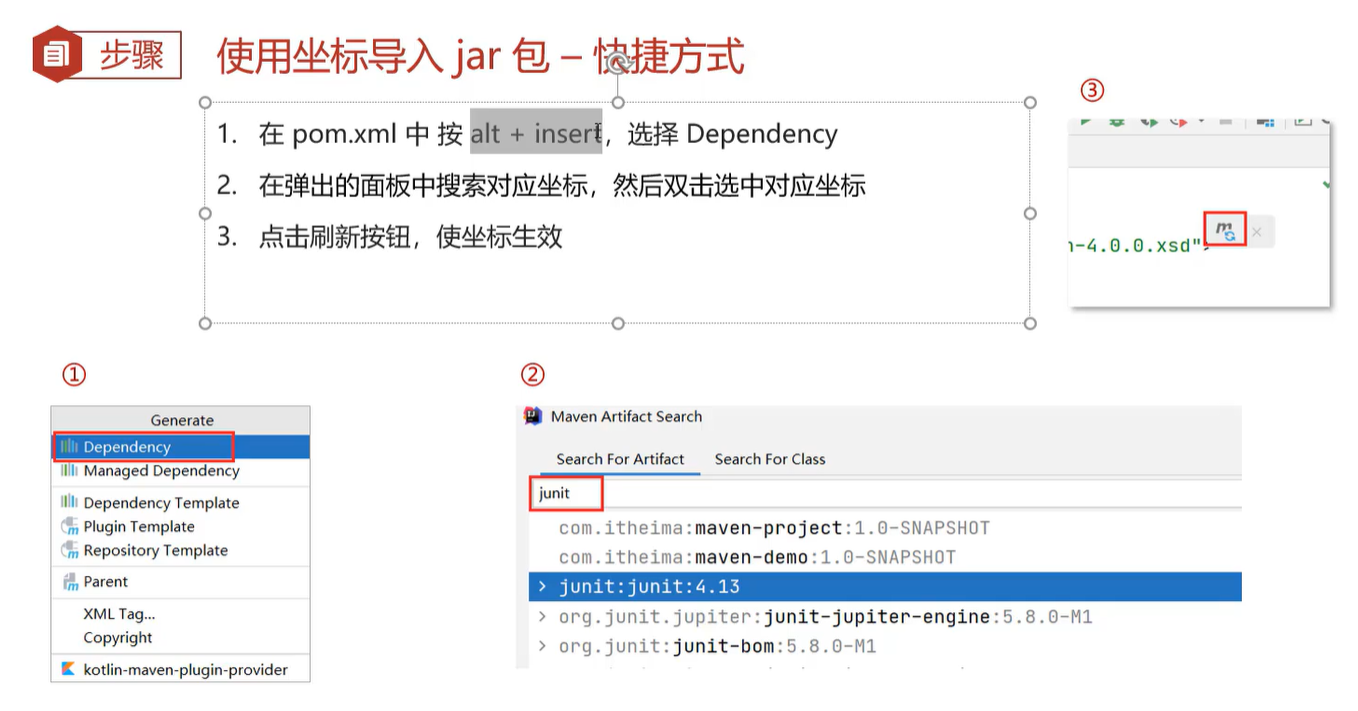 步骤
使用坐标导入 jar 包 – 快捷方式
1. 在 pom.xml 中 按 alt + insert，选择 Dependency
2. 在弹出的面板中搜索对应坐标，然后双击选中对应坐标
3. 点击刷新按钮，使坐标生效
③
m
n-4.0.0.xsd">
①
Generate
Dependency
Managed Dependency
Dependency Template
Plugin Template
Repository Template
Parent
XML Tag...
Copyright
kotlin-maven-plugin-provider
②
Maven Artifact Search
Search For Artifact Search For Class
junit
com.itheima:maven-project:1.0-SNAPSHOT
com.itheima:maven-demo:1.0-SNAPSHOT
junit:junit:4.13
org.junit.jupiter:junit-jupiter-engine:5.8.0-M1
org.junit:junit-bom:5.8.0-M1